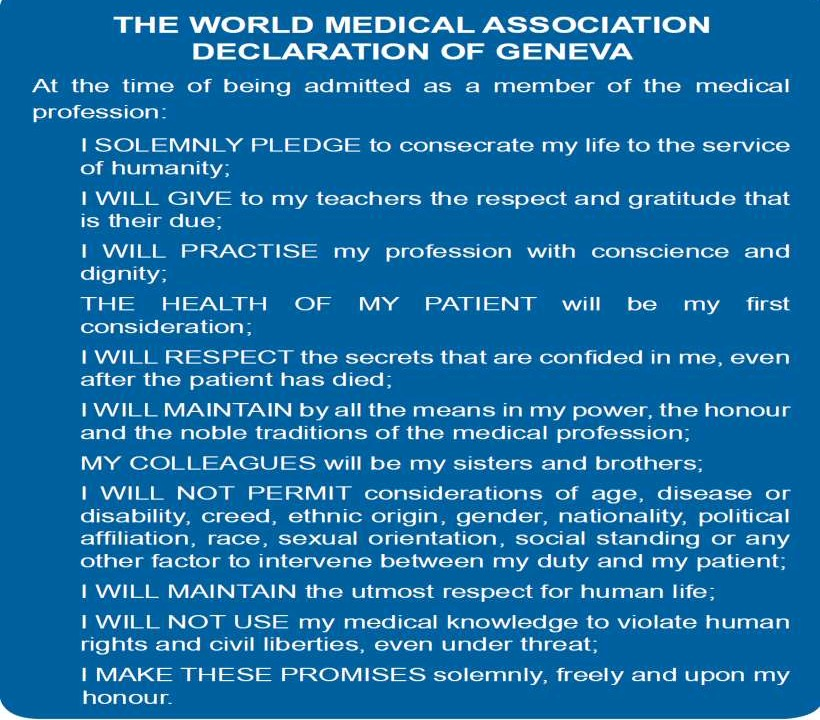 THE WORLD MEDICAL ASSOCIATION
DECLARATION OF GENEVA
At the time of being admitted as a member of the medical
profession:
I SOLEMNLY PLEDGE to consecrate my life to the service
of humanity;
I WILL GIVE to my teachers the respect and gratitude that
is their due;
I WILL PRACTISE my profession with conscience and
dignity;
THE HEALTH OF MY PATIENT will be my first
consideration;
I WILL RESPECT the secrets that are confided in me, even
after the patient has died;
I WILL MAINTAIN by all the means in my power, the honour
and the noble traditions of the medical profession;
MY COLLEAGUES will be my sisters and brothers;
I WILL NOT PERMIT considerations of age, disease or
disability, creed, ethnic origin, gender, nationality, political
affiliation, race, sexual orientation, social standing or any
other factor to intervene between my duty and my patient;
I WILL MAINTAIN the utmost respect for human life;
I WILL NOT USE my medical knowledge to violate human
rights and civil liberties, even under threat;
I MAKE THESE PROMISES solemnly, freely and upon my
honour.